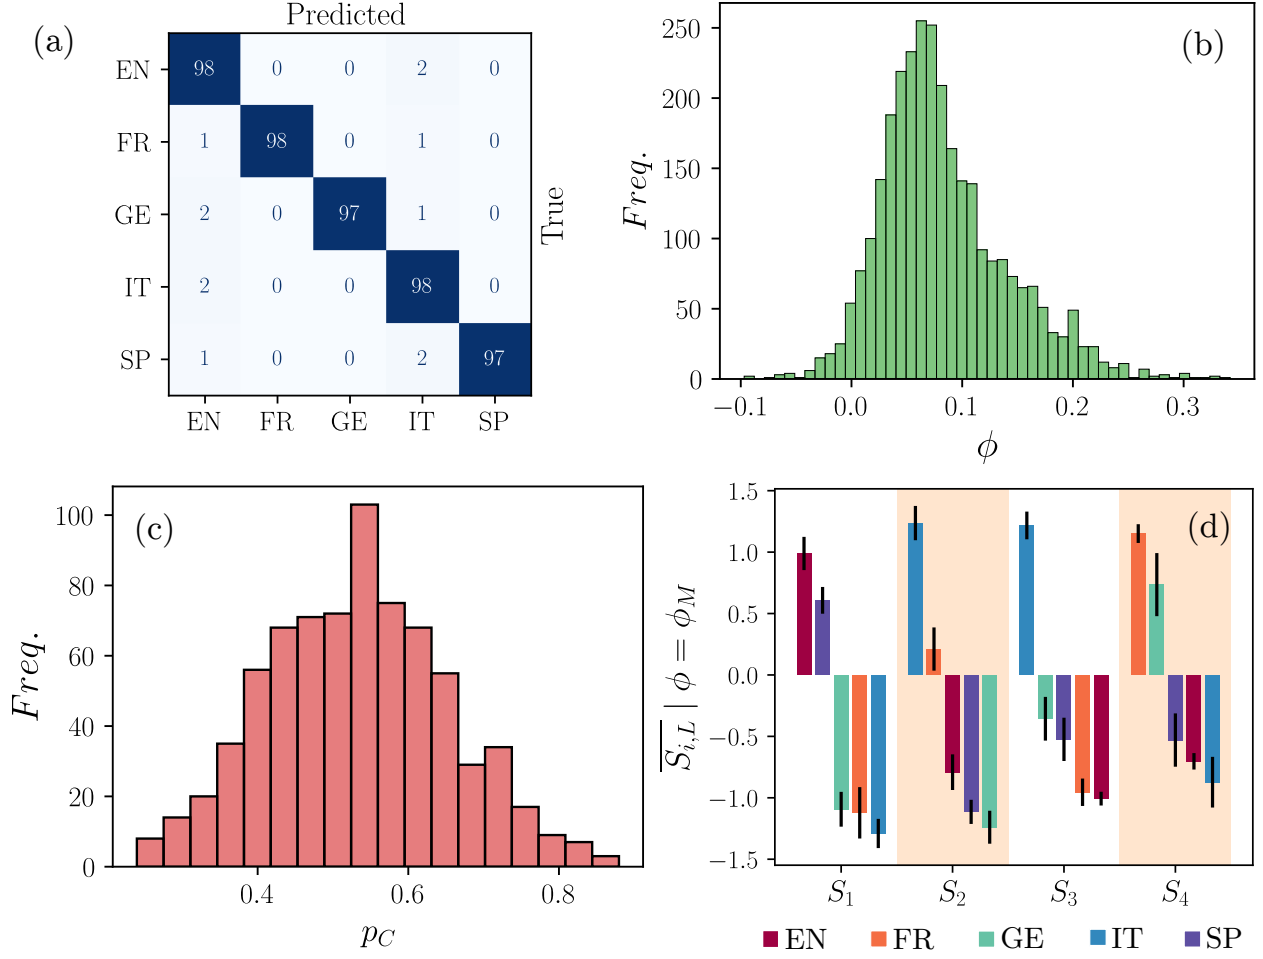 (a)
Predicted
EN 98 0 0 2 0
FR 1 98 0 1 0
GE 2 0 97 1 0
IT 2 0 0 98 0
SP 1 0 0 2 97
EN FR GE IT SP
True
(b)
Freq.
250
200
150
100
50
0
−0.1 0.0 0.1 0.2 0.3
ϕ
(c)
Freq.
100
80
60
40
20
0
0.4 0.6 0.8
p_C
(d)
$\overline{S_{i,L}} \mid \phi = \phi_M$
1.5
1.0
0.5
0.0
−0.5
−1.0
−1.5
S_1 S_2 S_3 S_4
EN FR GE IT SP